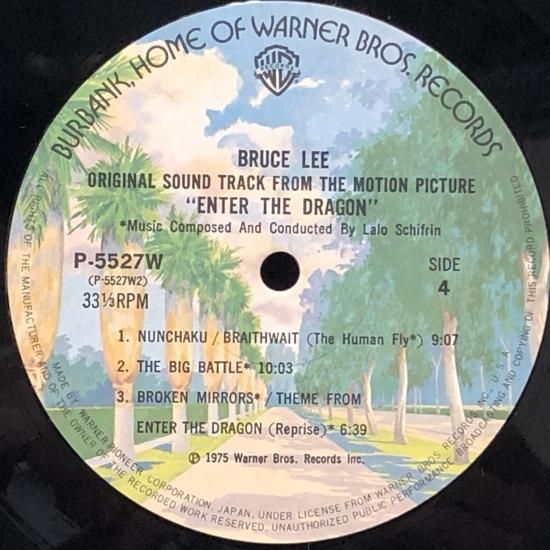 BURBANK, HOME OF WARNER BROS. RECORDS
WB
RECORDS
BRUCE LEE
ORIGINAL SOUND TRACK FROM THE MOTION PICTURE
"ENTER THE DRAGON"
*Music Composed And Conducted By Lalo Schifrin
P-5527W
(P-5527W2)
33⅓RPM
SIDE
4
1. NUNCHAKU / BRAITHWAIT (The Human Fly*) 9:07
2. THE BIG BATTLE* 10:03
3. BROKEN MIRRORS* / THEME FROM
ENTER THE DRAGON (Reprise)* 6:39
Ⓟ 1975 Warner Bros. Records Inc.
MADE BY WARNER-PIONEER CORPORATION, JAPAN, UNDER LICENSE FROM WARNER BROS. RECORDS INC., U.S.A.
ALL RIGHTS OF THE MANUFACTURER AND OF THE OWNER OF THE RECORDED WORK RESERVED. UNAUTHORIZED PUBLIC PERFORMANCE, BROADCASTING AND COPYING OF THIS RECORD PROHIBITED